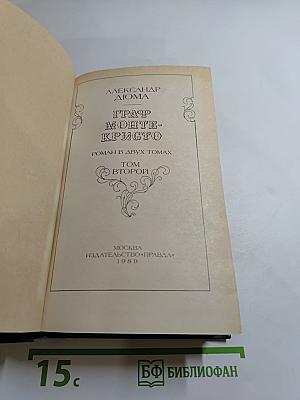 АЛЕКСАНДР
ДЮМА
ГРАФ
МОНТЕ-
КРИСТО
РОМАН В ДВУХ ТОМАХ
ТОМ
ВТОРОЙ
МОСКВА
ИЗДАТЕЛЬСТВО «ПРАВДА»
1989
15с
БФ БИБЛИОФАН